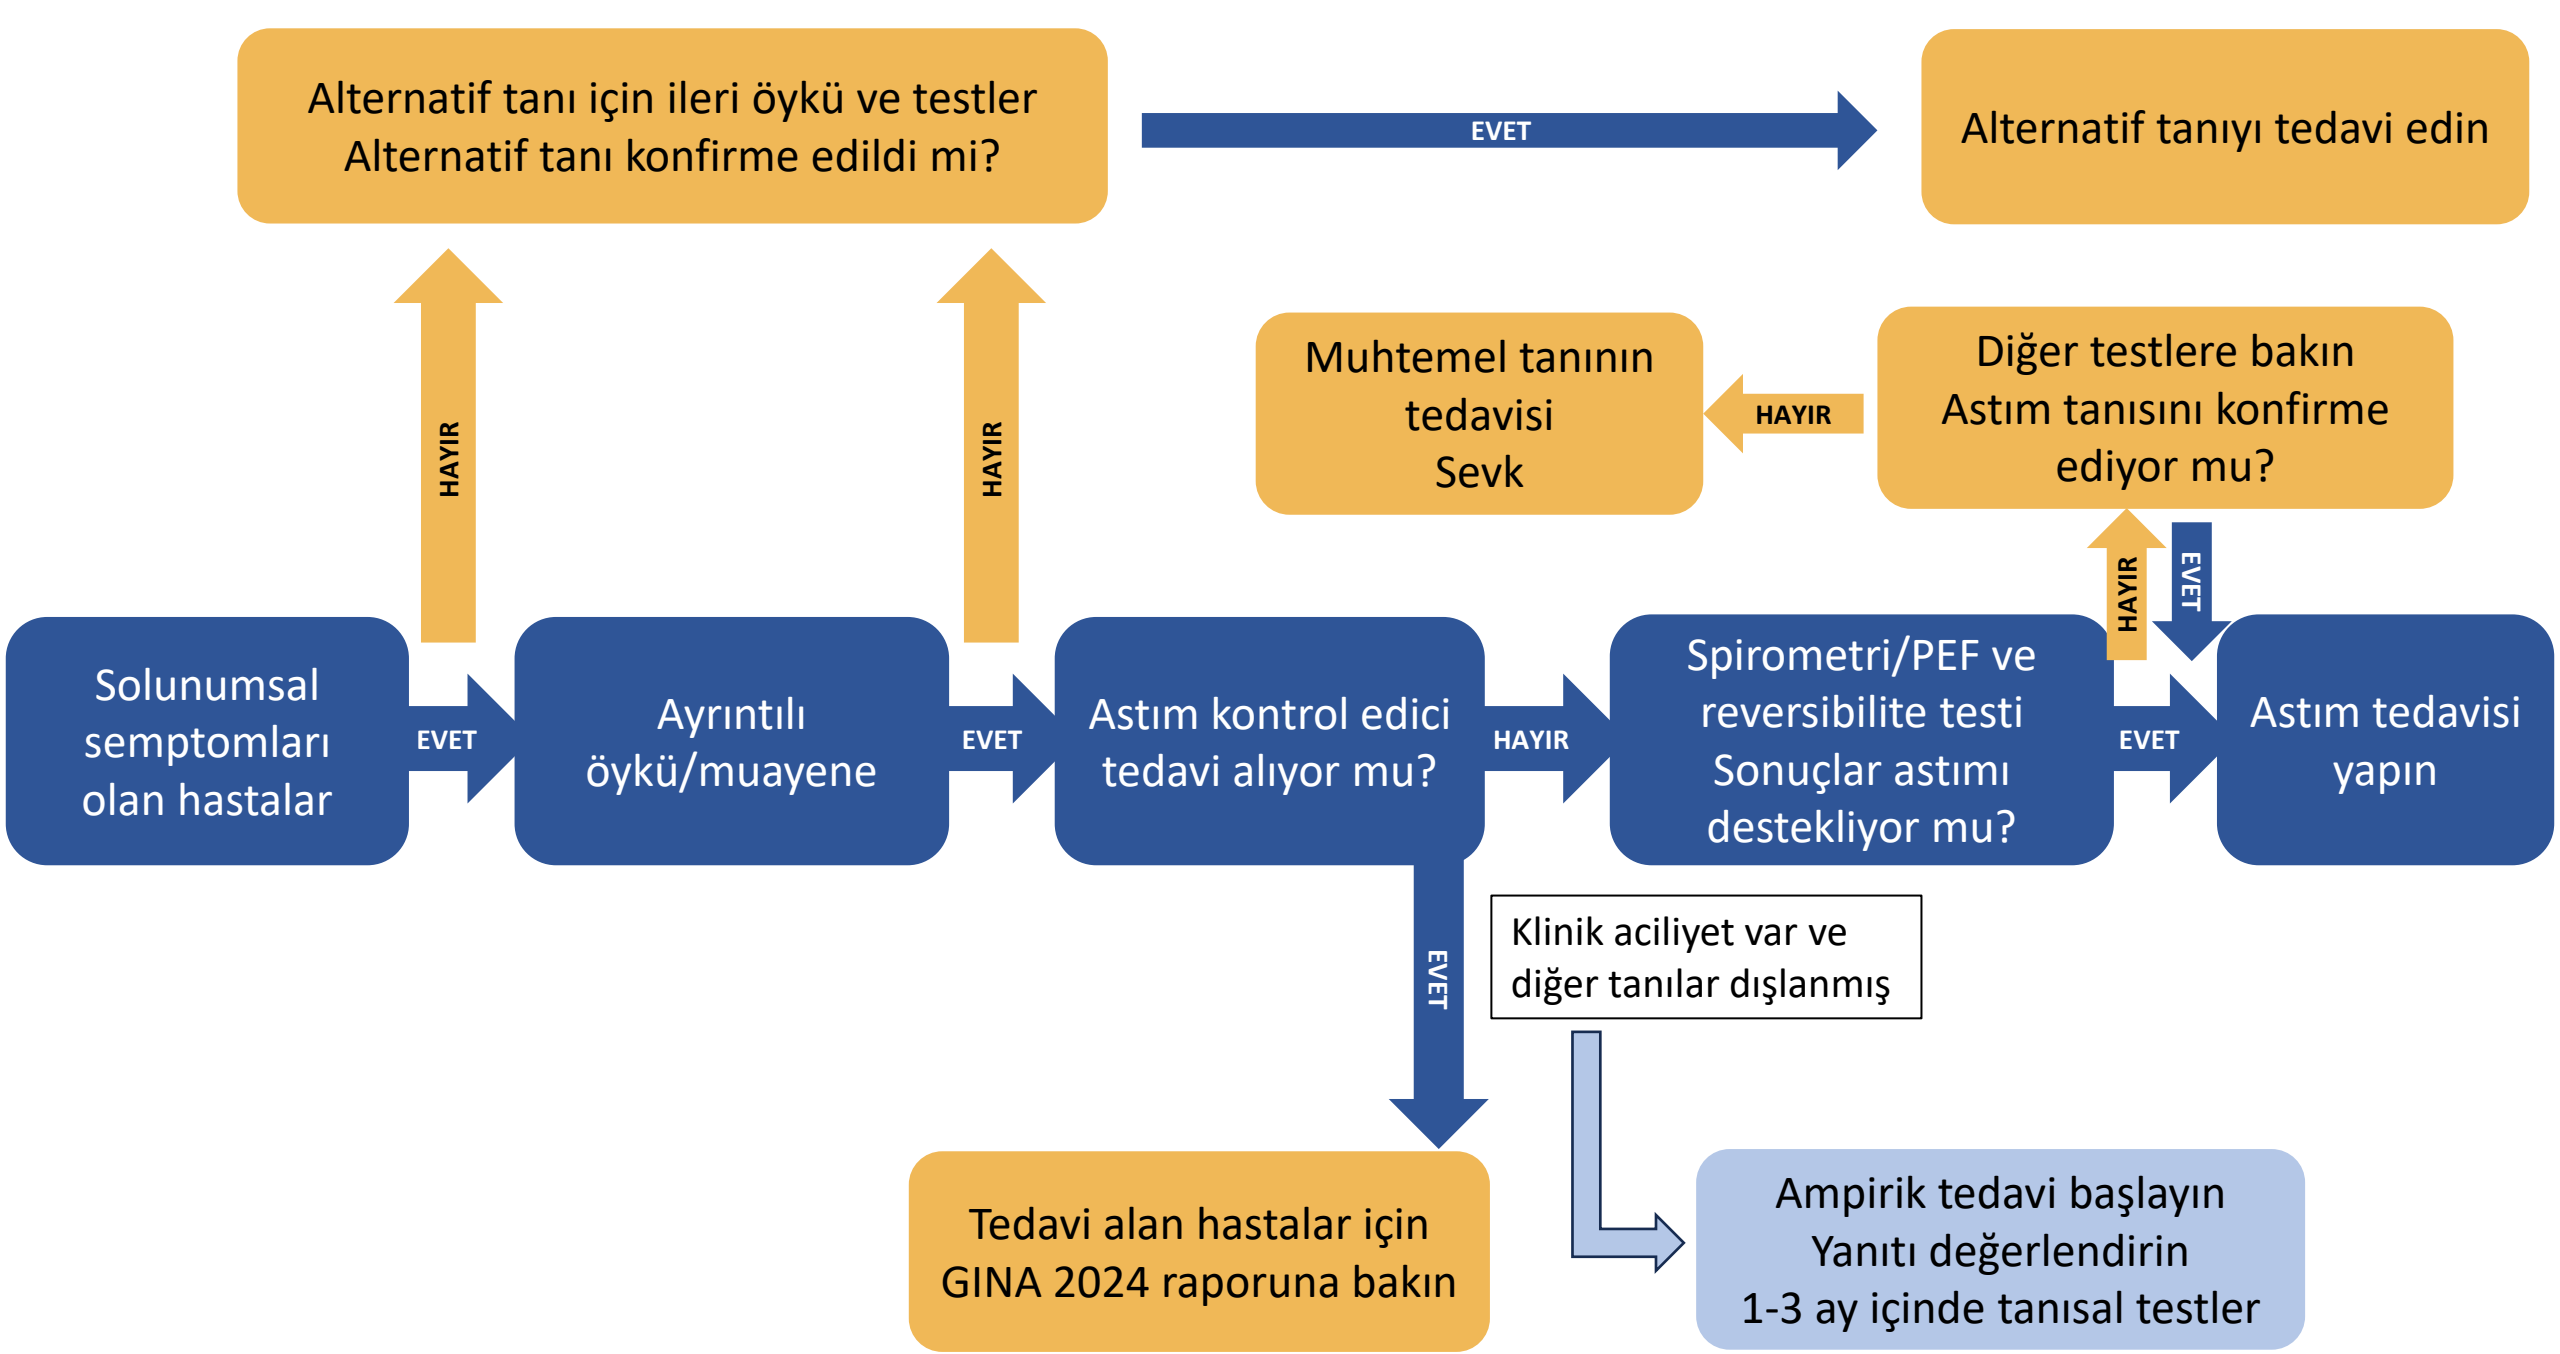 Alternatif tanı için ileri öykü ve testler
Alternatif tanı konfirme edildi mi?
EVET
Alternatif tanıyı tedavi edin
HAYIR
HAYIR
Muhtemel tanının
tedavisi
Sevk
HAYIR
Diğer testlere bakın
Astım tanısını konfirme
ediyor mu?
HAYIR
EVET
Solunumsal
semptomları
olan hastalar
EVET
Ayrıntılı
öykü/muayene
EVET
Astım kontrol edici
tedavi alıyor mu?
HAYIR
Spirometri/PEF ve
reversibilite testi
Sonuçlar astımı
destekliyor mu?
EVET
Astım tedavisi
yapın
EVET
Klinik aciliyet var ve
diğer tanılar dışlanmış
Tedavi alan hastalar için
GINA 2024 raporuna bakın
Ampirik tedavi başlayın
Yanıtı değerlendirin
1-3 ay içinde tanısal testler